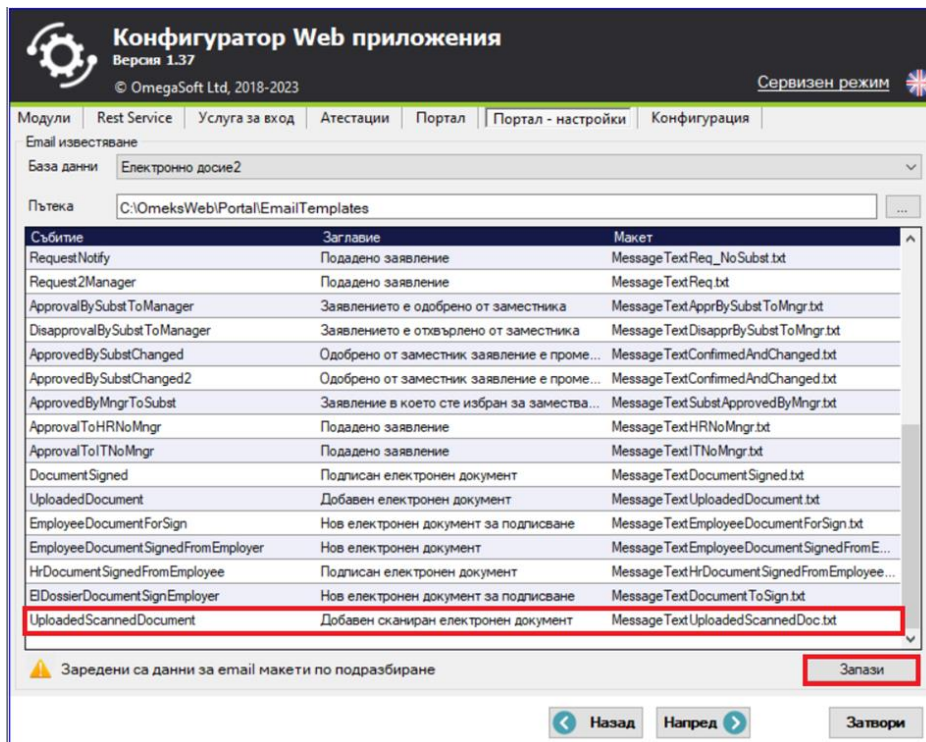 Конфигуратор Web приложения
Версия 1.37
© OmegaSoft Ltd, 2018-2023
Сервизен режим
Модули Rest Service Услуга за вход Атестации Портал Портал - настройки Конфигурация
Email известяване
База данни Електронно досие2
Пътека C:\OmeksWeb\Portal\EmailTemplates ...
Събитие Заглавие Макет
RequestNotify Подадено заявление MessageTextReq_NoSubst.txt
Request2Manager Подадено заявление MessageTextReq.txt
ApprovalBySubstToManager Заявлението е одобрено от заместника MessageTextApprBySubstToMngr.txt
DisapprovalBySubstToManager Заявлението е отхвърлено от заместника MessageTextDisapprBySubstToMngr.txt
ApprovedBySubstChanged Одобрено от заместник заявление е проме... MessageTextConfirmedAndChanged.txt
ApprovedBySubstChanged2 Одобрено от заместник заявление е проме... MessageTextConfirmedAndChanged.txt
ApprovedByMngrToSubst Заявление в което сте избран за замества... MessageTextSubstApprovedByMngr.txt
ApprovalToHRNoMngr Подадено заявление MessageTextHRNoMngr.txt
ApprovalToITNoMngr Подадено заявление MessageTextITNoMngr.txt
DocumentSigned Подписан електронен документ MessageTextDocumentSigned.txt
UploadedDocument Добавен електронен документ MessageTextUploadedDocument.txt
EmployeeDocumentForSign Нов електронен документ за подписване MessageTextEmployeeDocumentForSign.txt
EmployeeDocumentSignedFromEmployer Нов електронен документ MessageTextEmployeeDocumentSignedFromE...
HrDocumentSignedFromEmployee Подписан електронен документ MessageTextHrDocumentSignedFromEmployee...
ElDossierDocumentSignEmployer Нов електронен документ за подписване MessageTextDocumentToSign.txt
UploadedScannedDocument Добавен сканиран електронен документ MessageTextUploadedScannedDoc.txt
Заредени са данни за email макети по подразбиране Запази
Назад Напред Затвори